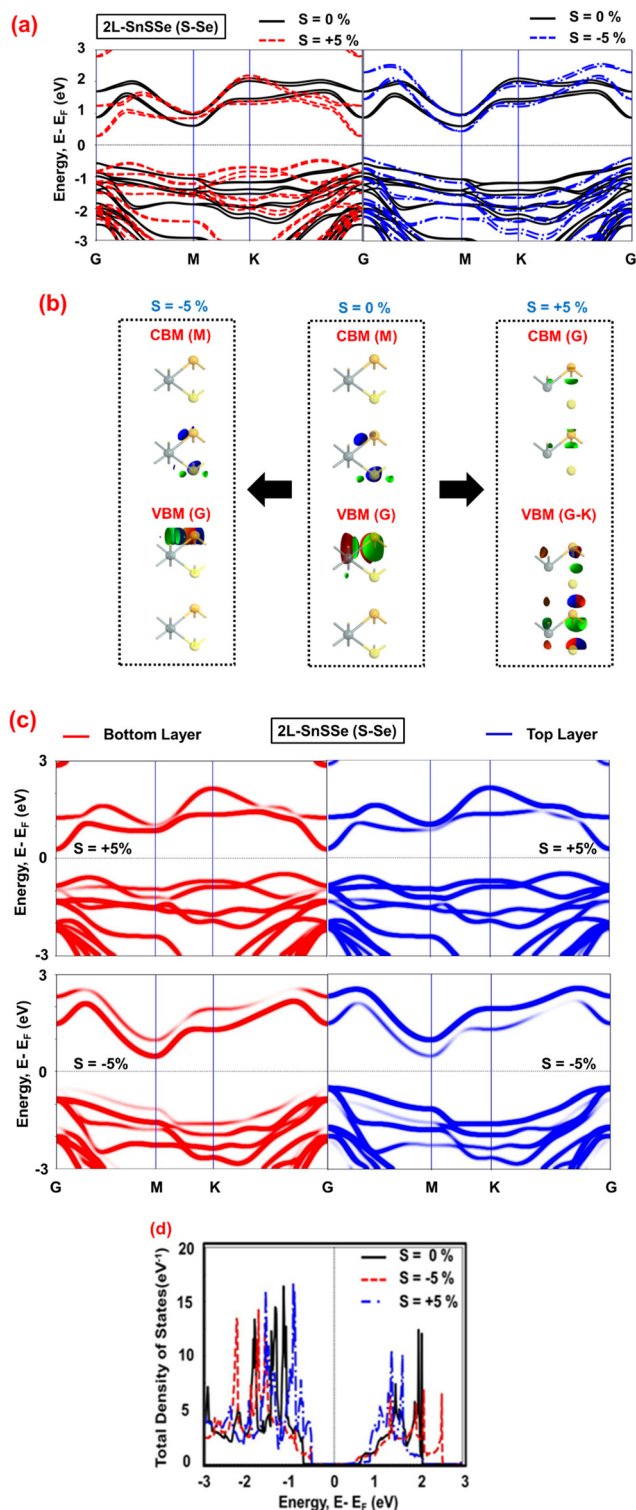 (a)
2L-SnSSe (S-Se)
S = 0 %
S = +5%
S = 0 %
S = -5%
Energy, E- EF (eV)
3
2
1
0
-1
-2
-3
G M K G M K G
(b)
S = -5 % S = 0 % S = +5 %
CBM (M) CBM (M) CBM (G)
VBM (G) VBM (G) VBM (G-K)
(c)
Bottom Layer 2L-SnSSe (S-Se) Top Layer
Energy, E- EF (eV)
3
0
-3
S = +5% S = +5%
Energy, E- EF (eV)
3
0
-3
S = -5% S = -5%
G M K G M K G
(d)
Total Density of States(eV-1)
20
15
10
5
0
S = 0 %
S = -5 %
S = +5 %
-3 -2 -1 0 1 2 3
Energy, E- EF (eV)